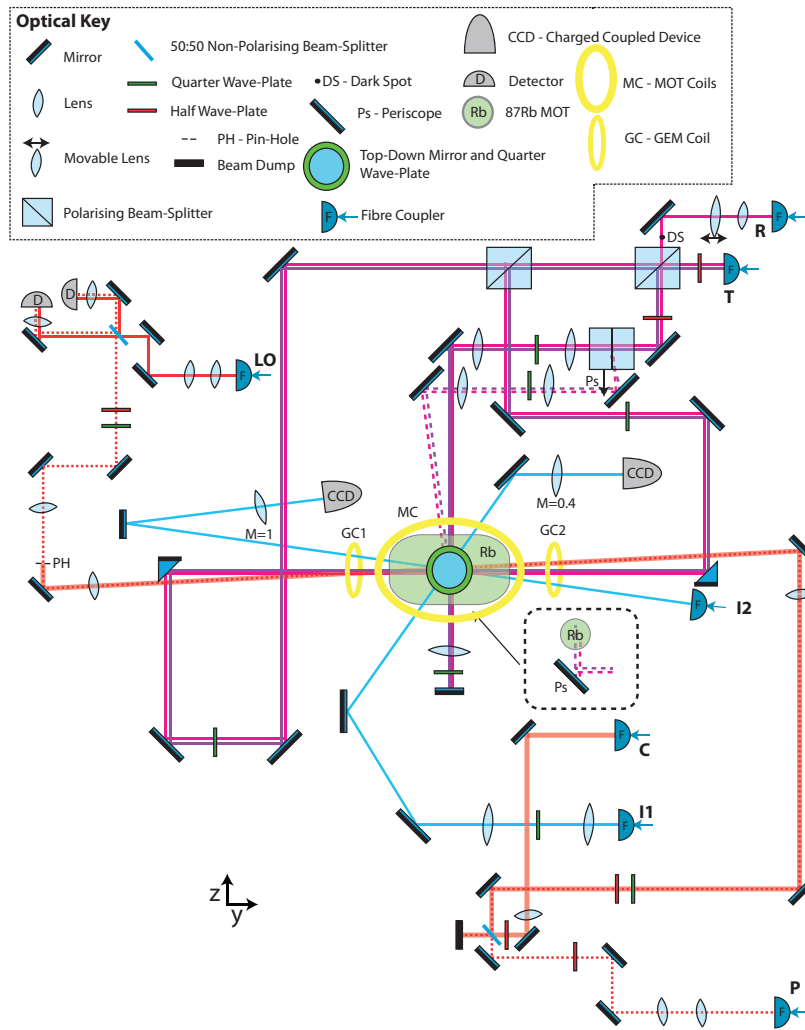 Optical Key
Mirror
50:50 Non-Polarising Beam-Splitter
CCD - Charged Coupled Device
Lens
Quarter Wave-Plate
DS - Dark Spot
D
Detector
MC - MOT Coils
Half Wave-Plate
Ps - Periscope
Rb
87Rb MOT
Movable Lens
PH - Pin-Hole
Beam Dump
Top-Down Mirror and Quarter
Wave-Plate
GC - GEM Coil
Polarising Beam-Splitter
F
Fibre Coupler
F
R
DS
F
T
D
D
LO
F
Ps
CCD
M=1
CCD
M=0.4
MC
GC1
Rb
GC2
PH
F
I2
Rb
Ps
F
C
F
I1
z
y
P
F